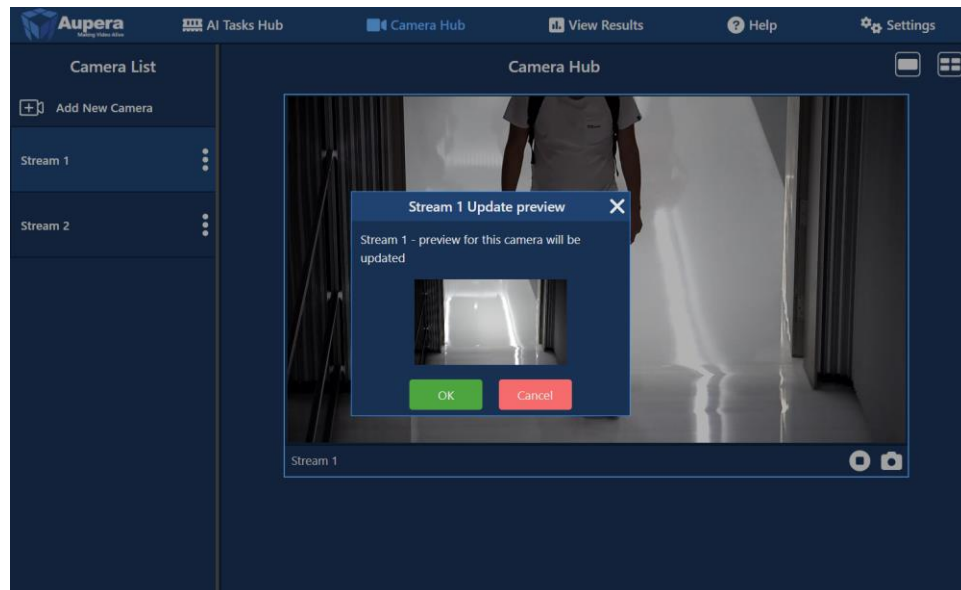 Aupera
Making Video Alive
AI Tasks Hub
Camera Hub
View Results
Help
Settings
Camera List
Camera Hub
Add New Camera
Stream 1
Stream 2
Stream 1 Update preview
Stream 1 - preview for this camera will be
updated
OK
Cancel
Stream 1